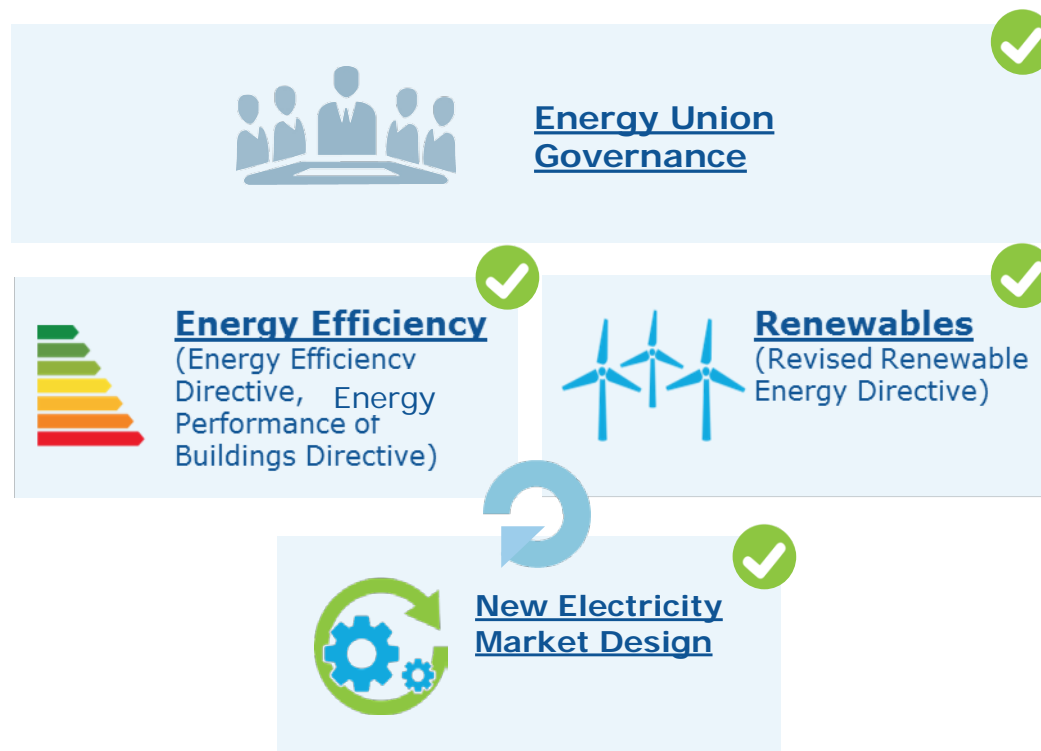 Energy Union
Governance
Energy Efficiency
(Energy Efficiencv
Directive, Energy
Performance of
Buildings Directive)
Renewables
(Revised Renewable
Energy Directive)
New Electricity
Market Design